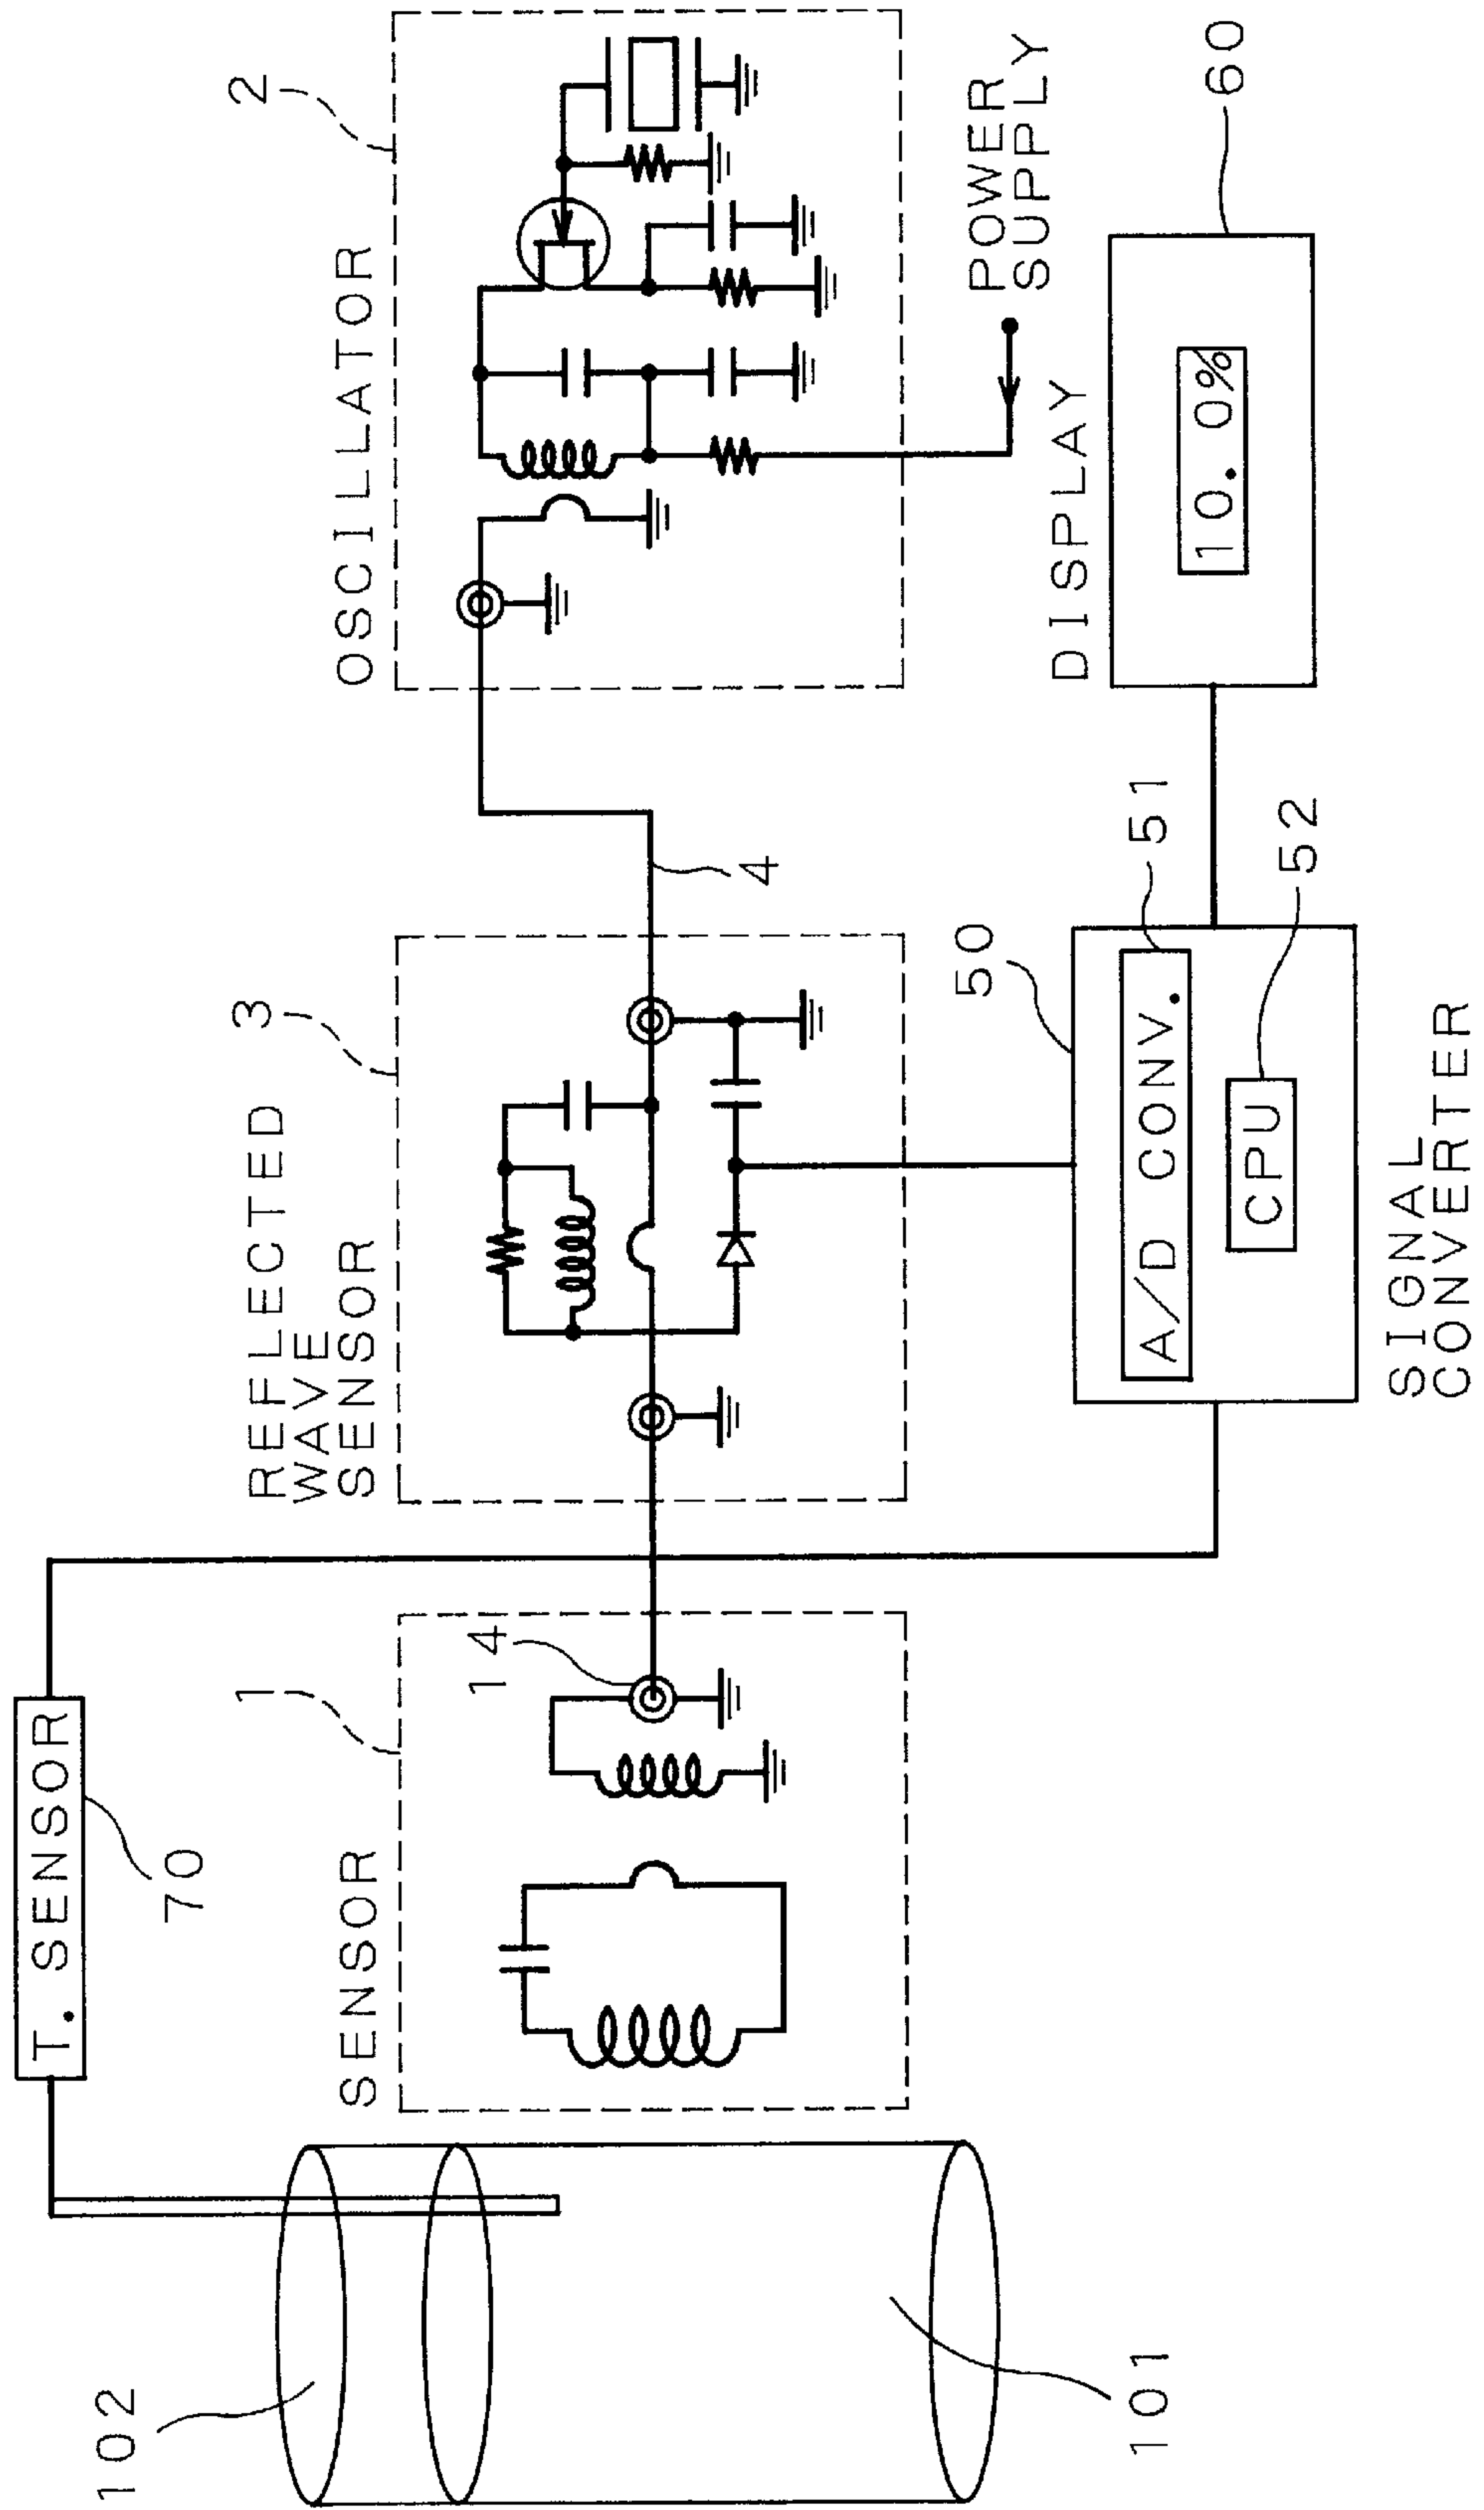 102
T. SENSOR
70
1
SENSOR
14
REFLECTED
WAVE
SENSOR
3
4
OSCILLATOR
2
POWER
SUPPLY
101
50
A/D CONV.
51
CPU
52
SIGNAL
CONVERTER
DISPLAY
10.0%
60